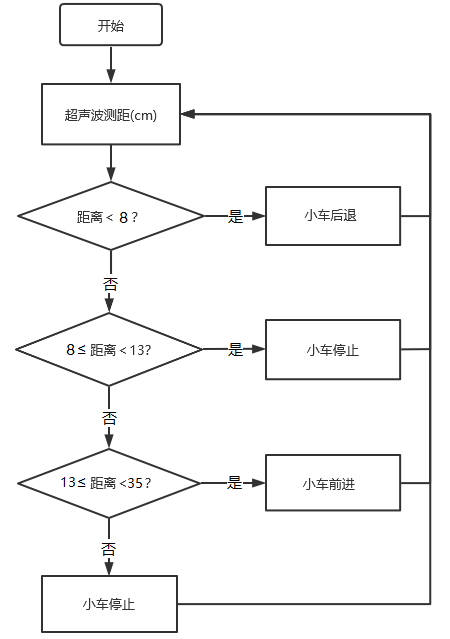 开始
超声波测距(cm)
距离< 8 ?
是
小车后退
否
8≤ 距离<13?
是
小车停止
否
13≤ 距离<35?
是
小车前进
否
小车停止